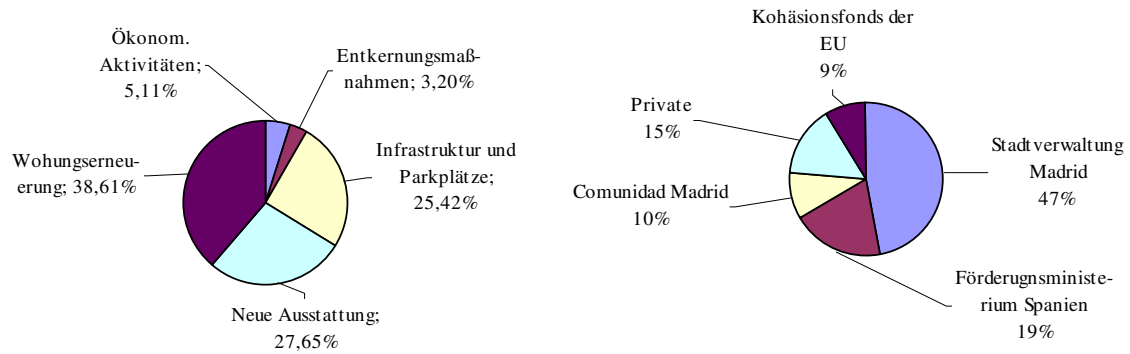 Ökonom.
Aktivitäten;
5,11%
Entkernungsmaß-
nahmen; 3,20%
Infrastruktur und
Parkplätze;
25,42%
Neue Ausstattung;
27,65%
Wohungserneu-
erung; 38,61%
Kohäsionsfonds der
EU
9%
Stadtverwaltung
Madrid
47%
Förderugnsministe-
rium Spanien
19%
Comunidad Madrid
10%
Private
15%